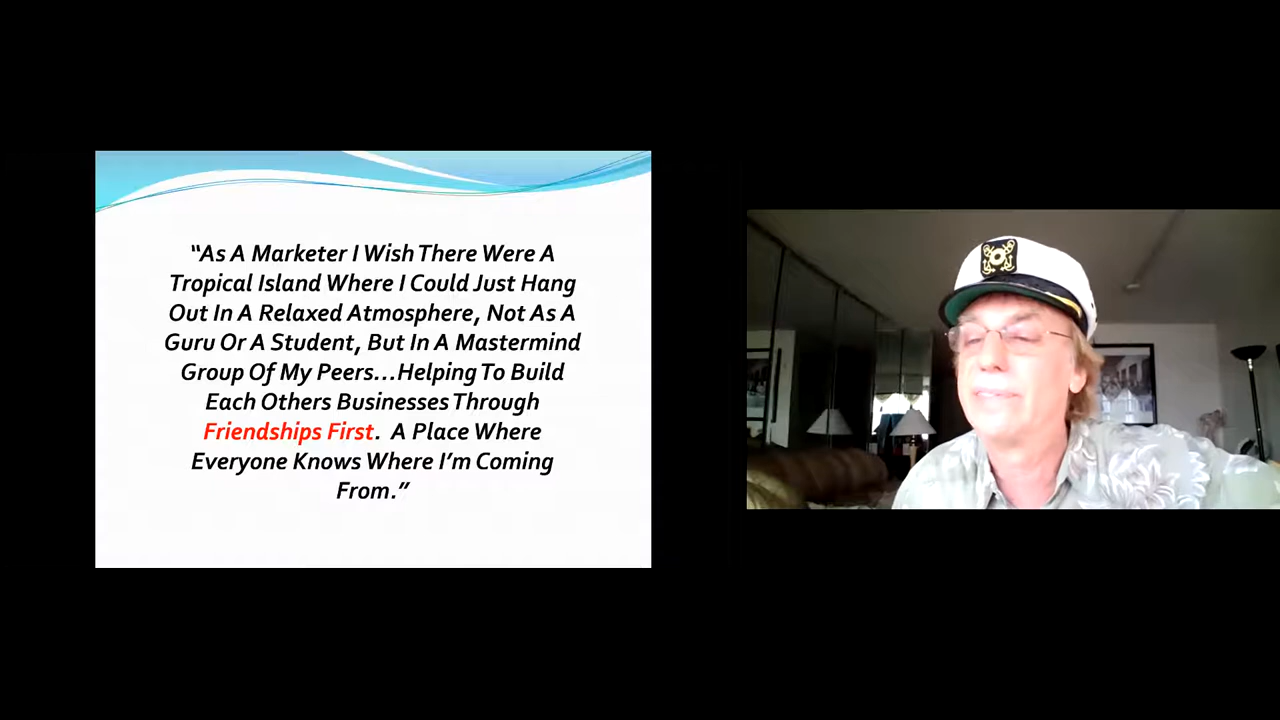 “As A Marketer I Wish There Were A
Tropical Island Where I Could Just Hang
Out In A Relaxed Atmosphere, Not As A
Guru Or A Student, But In A Mastermind
Group Of My Peers...Helping To Build
Each Others Businesses Through
Friendships First.  A Place Where
Everyone Knows Where I’m Coming
From.”